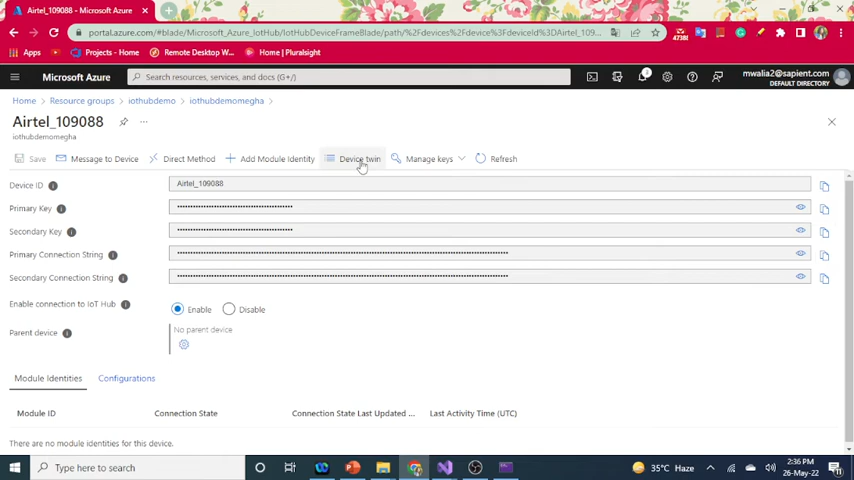 Airtel_109088 - Microsoft Azure
portal.azure.com/#blade/Microsoft_Azure_IotHub/IoTHubDeviceFrameBlade/path/%2Fdevices%2Fdevice%3FdeviceId%3DAirtel_109...
Apps
Projects - Home
Remote Desktop W...
Home | Pluralsight
Microsoft Azure
Search resources, services, and docs (G+/)
mwalia2@sapient.com
DEFAULT DIRECTORY
Home > Resource groups > iothubdemo > iothubdemomegha >
Airtel_109088
iothubdemomegha
Save
Message to Device
Direct Method
Add Module Identity
Device twin
Manage keys
Refresh
Device ID
Airtel_109088
Primary Key
Secondary Key
Primary Connection String
Secondary Connection String
Enable connection to IoT Hub
Enable
Disable
Parent device
No parent device
Module Identities
Configurations
Module ID
Connection State
Connection State Last Updated ...
Last Activity Time (UTC)
There are no module identities for this device.
Type here to search
35°C Haze
2:36 PM
26-May-22